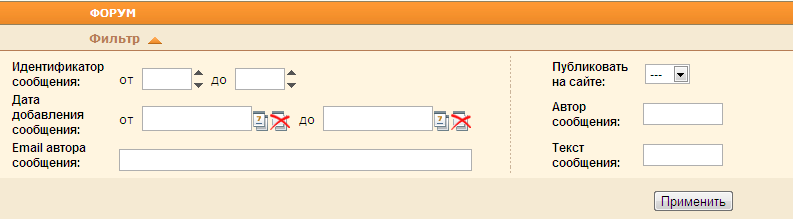 ФОРУМ
Фильтр
Идентификатор
сообщения:
от
до
Дата
добавления
сообщения:
от
до
Email автора
сообщения:
Публиковать
на сайте:
---
Автор
сообщения:
Текст
сообщения:
Применить